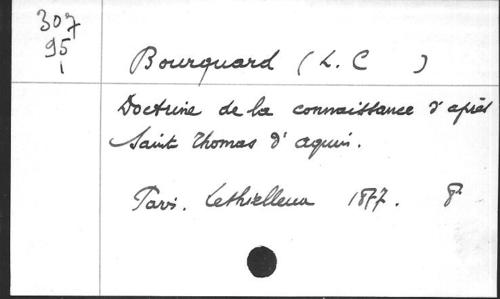 307
95
1
Bourquard (L. C )
Doctrine de la connaissance d'après
Saint Thomas d'aquin.
Paris. Lethielleux 1877. 8°